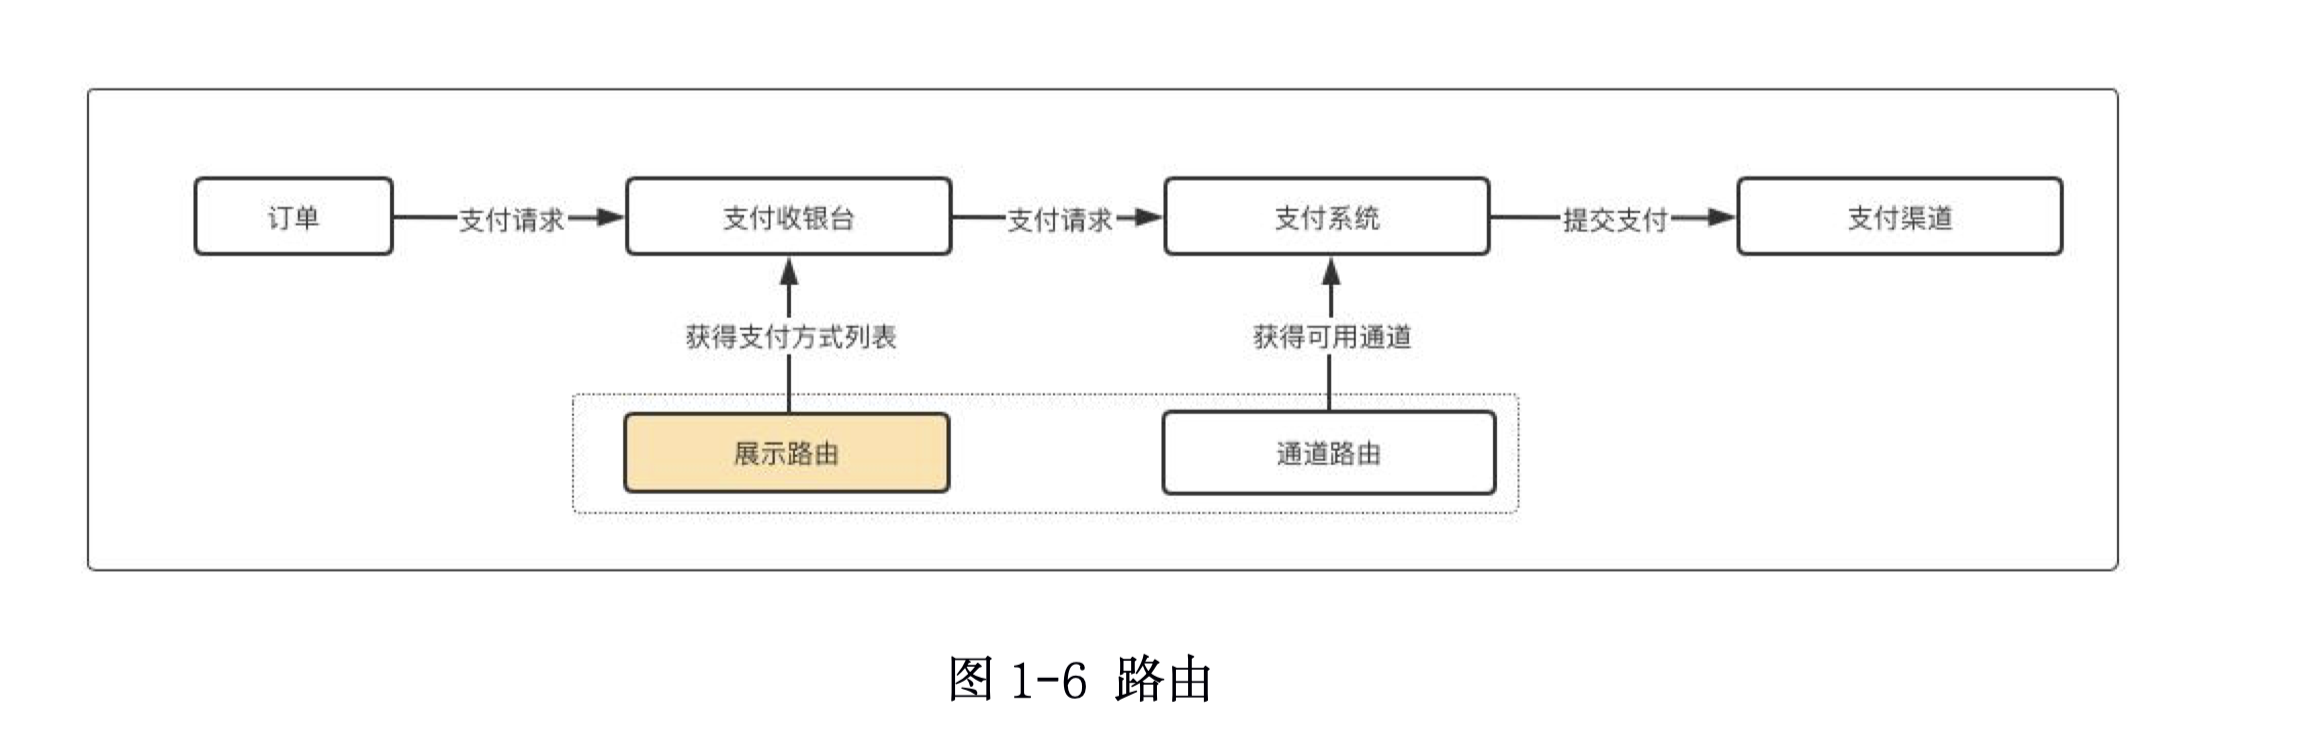 订单
支付请求
支付收银台
支付请求
支付系统
提交支付
支付渠道
获得支付方式列表
获得可用通道
展示路由
通道路由
图 1-6 路由